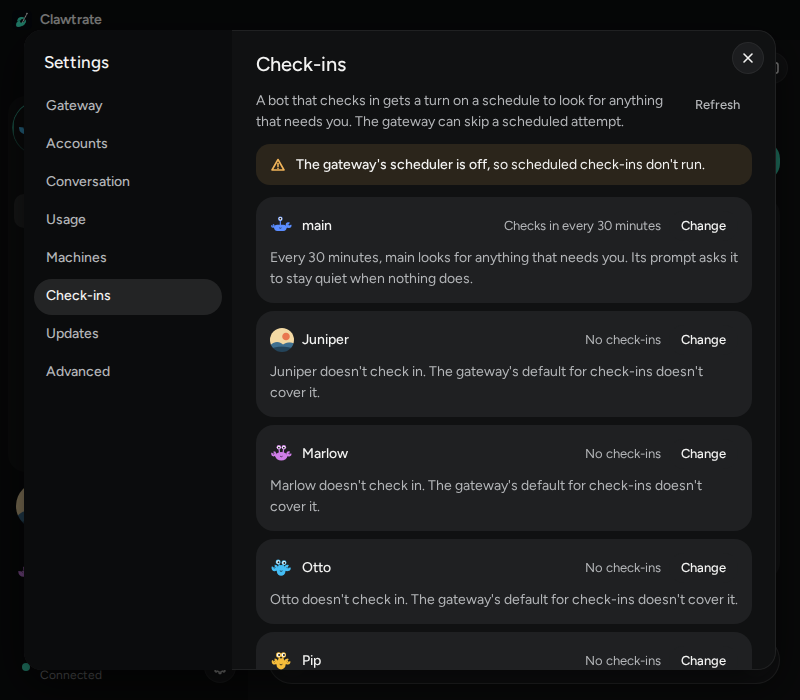 Clawtrate
Settings
Gateway
Accounts
Conversation
Usage
Machines
Check-ins
Updates
Advanced
Connected
Check-ins
A bot that checks in gets a turn on a schedule to look for anything
that needs you. The gateway can skip a scheduled attempt.
Refresh
The gateway's scheduler is off, so scheduled check-ins don't run.
main
Checks in every 30 minutes
Change
Every 30 minutes, main looks for anything that needs you. Its prompt asks it
to stay quiet when nothing does.
Juniper
No check-ins
Change
Juniper doesn't check in. The gateway's default for check-ins doesn't
cover it.
Marlow
No check-ins
Change
Marlow doesn't check in. The gateway's default for check-ins doesn't
cover it.
Otto
No check-ins
Change
Otto doesn't check in. The gateway's default for check-ins doesn't cover it.
Pip
No check-ins
Change